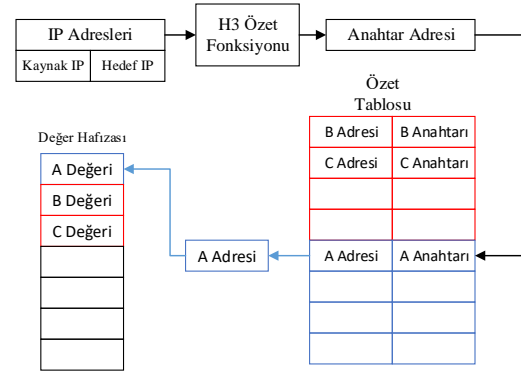 IP Adresleri
Kaynak IP
Hedef IP
H3 Özet
Fonksiyonu
Anahtar Adresi
Özet
Tablosu
B Adresi
B Anahtarı
C Adresi
C Anahtarı
A Adresi
A Anahtarı
A Adresi
Değer Hafızası
A Değeri
B Değeri
C Değeri